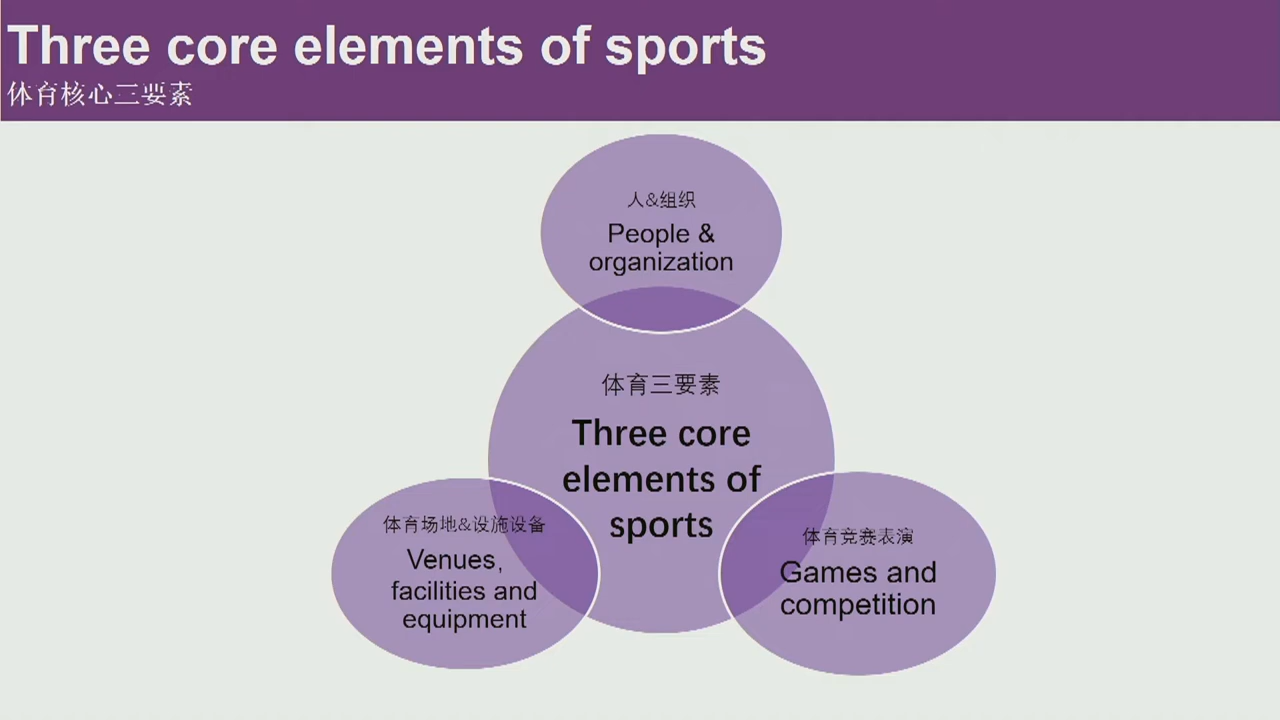 Three core elements of sports
体育核心三要素
人&组织
People &
organization
体育三要素
Three core
elements of
sports
体育场地&设施设备
Venues,
facilities and
equipment
体育竞赛表演
Games and
competition